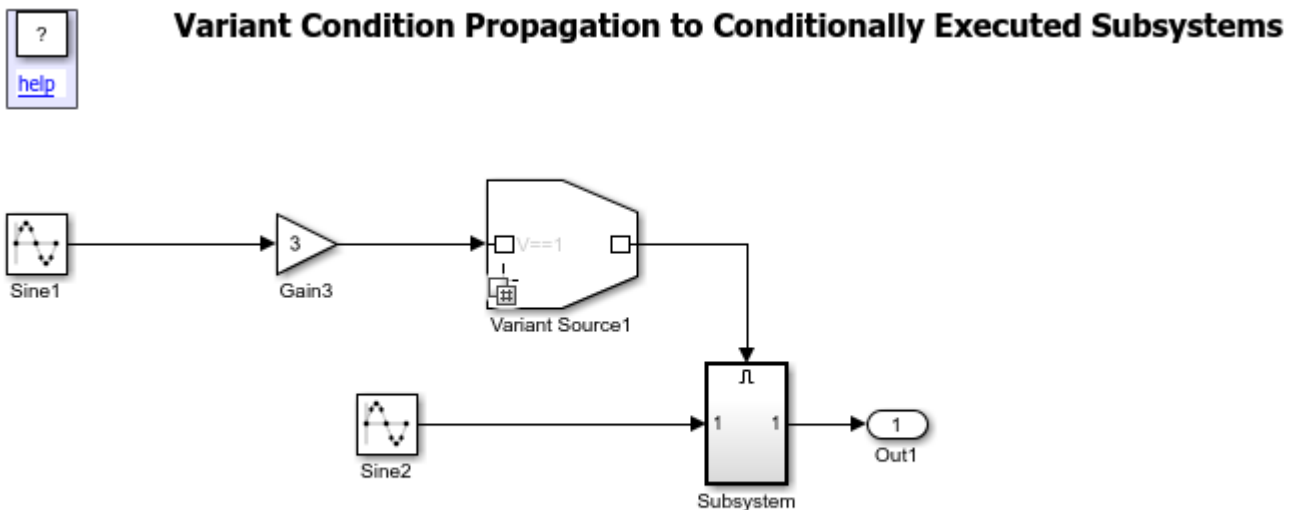 Variant Condition Propagation to Conditionally Executed Subsystems
?
help
3
V==1
Sine1
Gain3
Variant Source1
1 1
1
Sine2
Out1
Subsystem